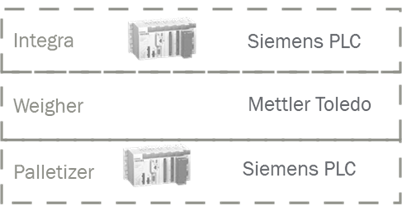 Integra Siemens PLC
Weigher Mettler Toledo
Palletizer Siemens PLC